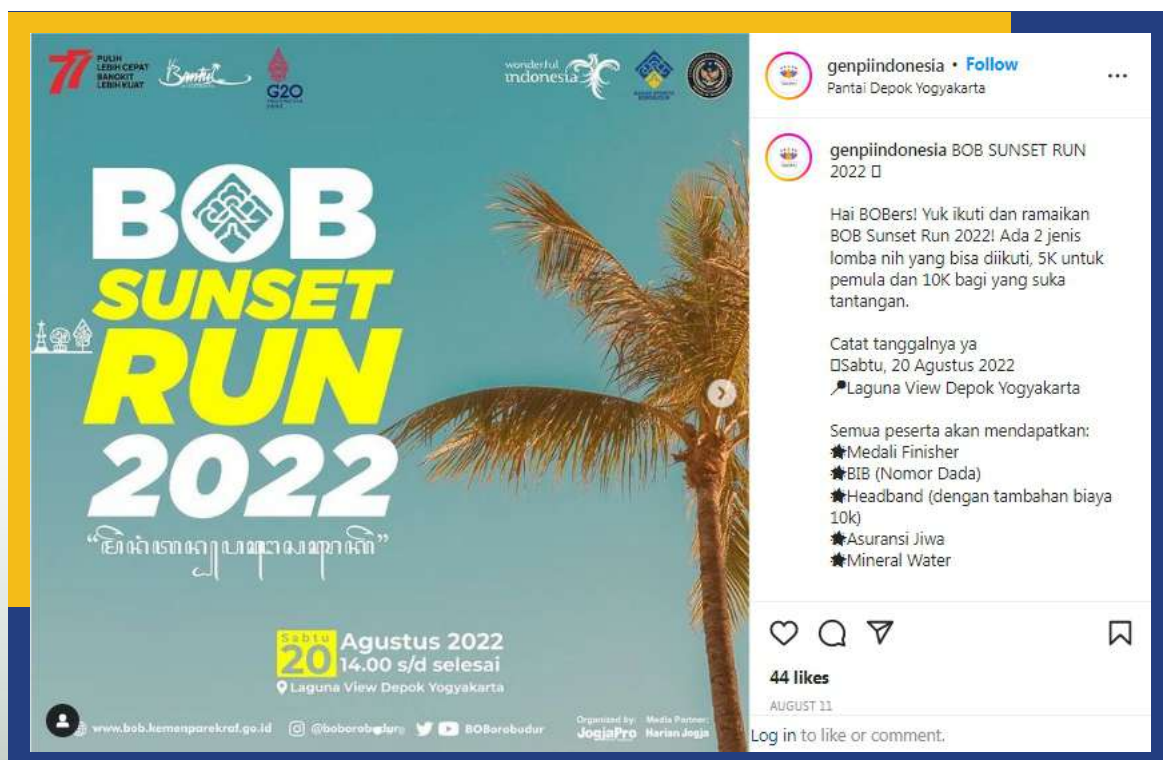 77
PULIH
LEBIH CEPAT
BANGKIT
LEBIH KUAT
Bantul
G20
wonderful
indonesia
BOB
SUNSET
RUN
2022
Sabtu
20
Agustus 2022
14.00 s/d selesai
Laguna View Depok Yogyakarta
www.bob.kemenparekraf.go.id
@boborobudur
BOBorobudur
Organized by:
JogjaPro
Media Partner:
Harian Jogja
genpiindonesia • Follow
Pantai Depok Yogyakarta
genpiindonesia BOB SUNSET RUN
2022
Hai BOBers! Yuk ikuti dan ramaikan
BOB Sunset Run 2022! Ada 2 jenis
lomba nih yang bisa diikuti, 5K untuk
pemula dan 10K bagi yang suka
tantangan.
Catat tanggalnya ya
Sabtu, 20 Agustus 2022
Laguna View Depok Yogyakarta
Semua peserta akan mendapatkan:
Medali Finisher
BIB (Nomor Dada)
Headband (dengan tambahan biaya
10k)
Asuransi Jiwa
Mineral Water
44 likes
AUGUST 11
Log in to like or comment.